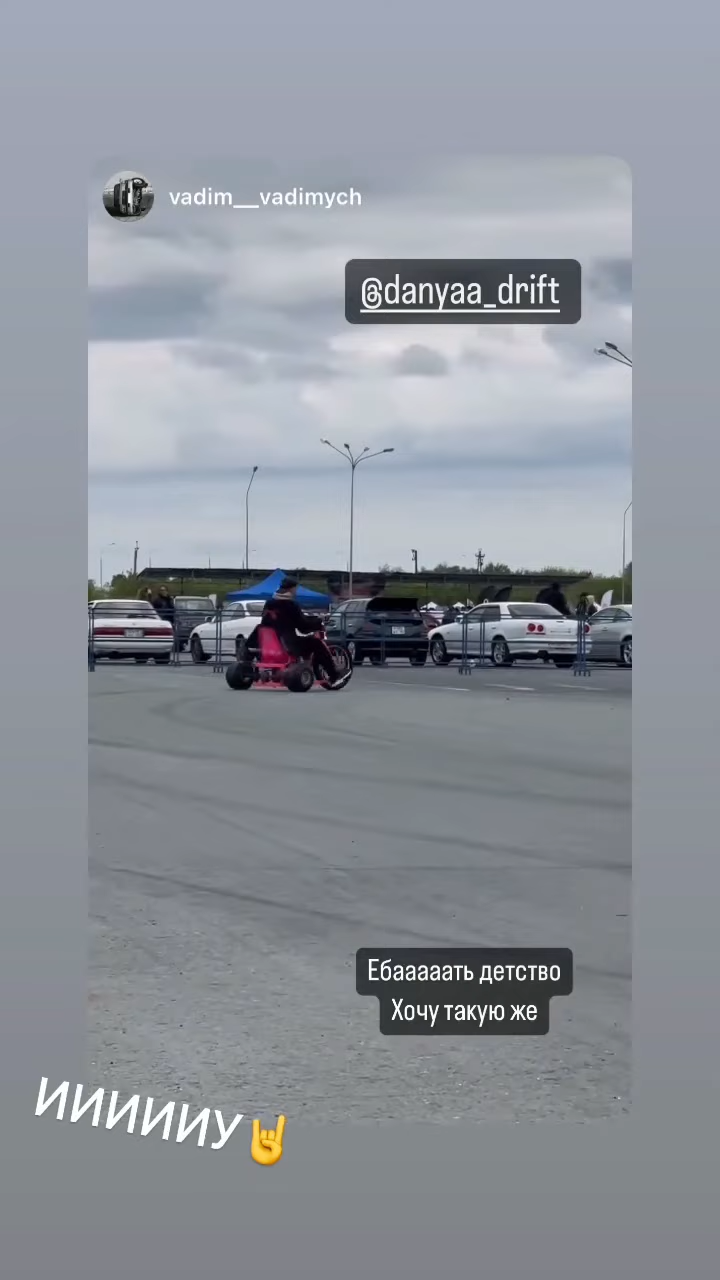 vadim__vadimych
@danyaa_drift
Ебааааать детство
Хочу такую же
ИИИИИИУ🤘